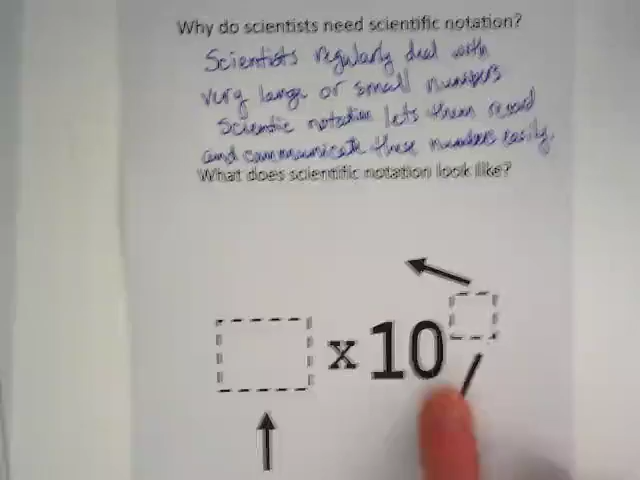 Why do scientists need scientific notation?
Scientists regularly deal with
very large or small numbers
Scientific notation lets them record
and communicate these numbers easily.
What does scientific notation look like?
x 10